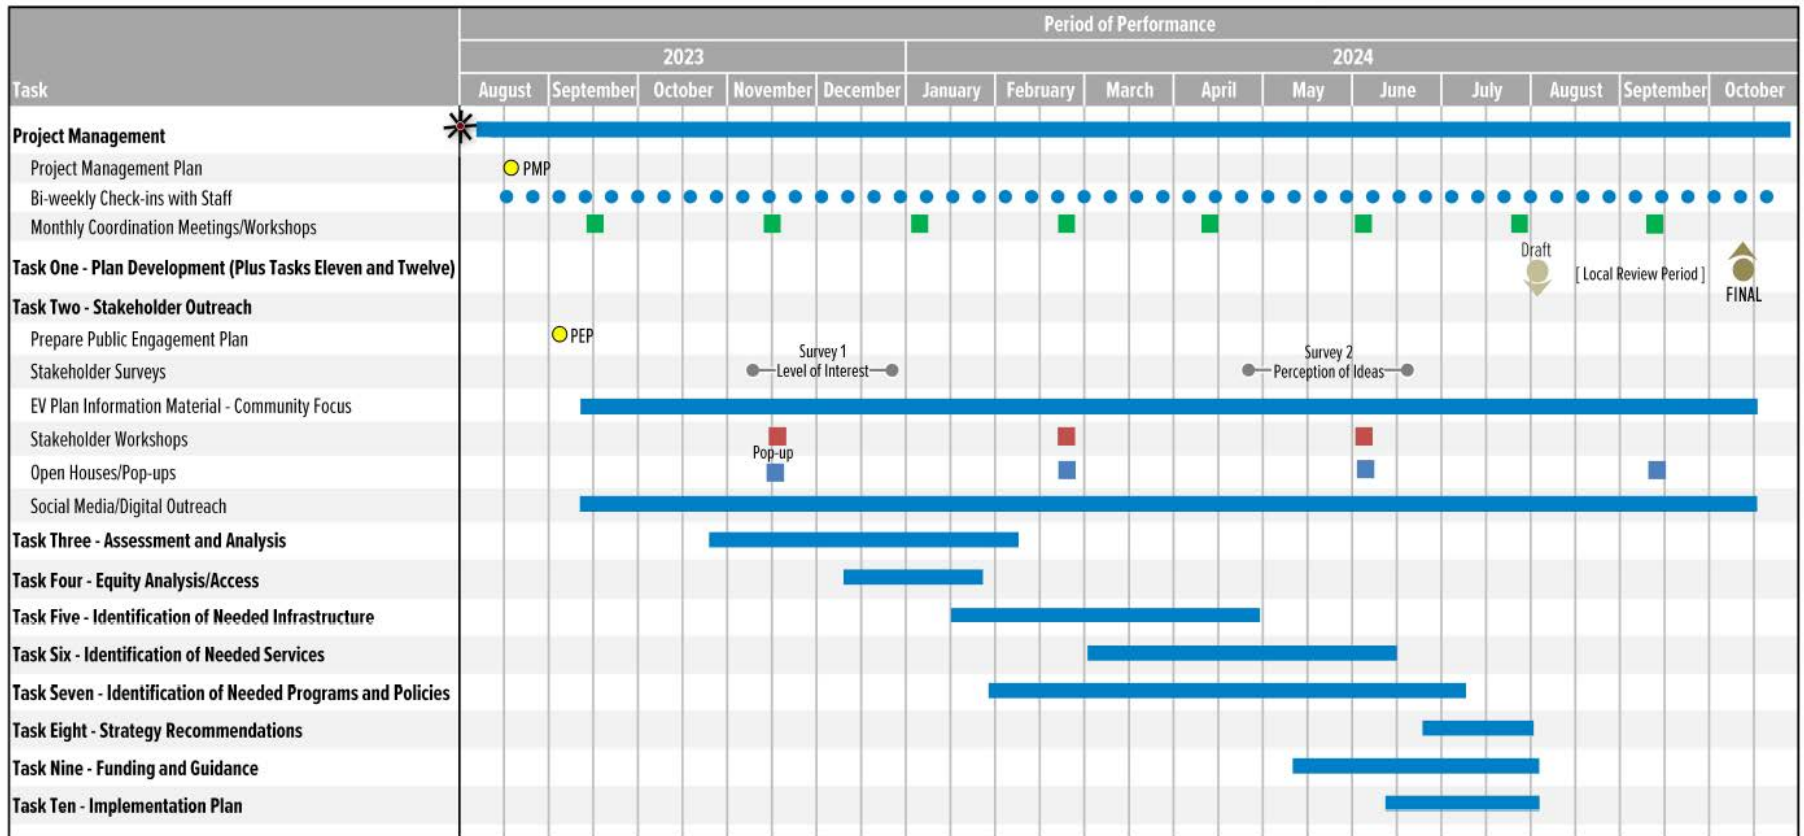 Period of Performance
2023 2024
Task August September October November December January February March April May June July August September October
Project Management
Project Management Plan PMP
Bi-weekly Check-ins with Staff
Monthly Coordination Meetings/Workshops
Draft
Task One - Plan Development (Plus Tasks Eleven and Twelve) [ Local Review Period ]
FINAL
Task Two - Stakeholder Outreach
Prepare Public Engagement Plan PEP
Survey 1 Survey 2
Stakeholder Surveys Level of Interest Perception of Ideas
EV Plan Information Material - Community Focus
Stakeholder Workshops
Pop-up
Open Houses/Pop-ups
Social Media/Digital Outreach
Task Three - Assessment and Analysis
Task Four - Equity Analysis/Access
Task Five - Identification of Needed Infrastructure
Task Six - Identification of Needed Services
Task Seven - Identification of Needed Programs and Policies
Task Eight - Strategy Recommendations
Task Nine - Funding and Guidance
Task Ten - Implementation Plan